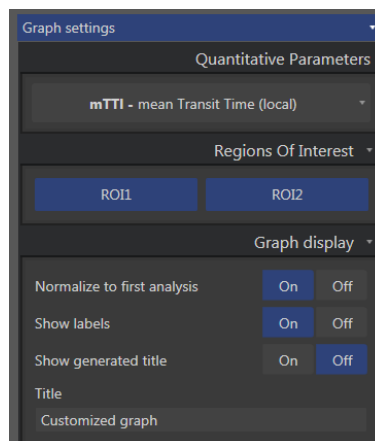 Graph settings
Quantitative Parameters
mTTI - mean Transit Time (local)
Regions Of Interest
ROI1 ROI2
Graph display
Normalize to first analysis On Off
Show labels On Off
Show generated title On Off
Title
Customized graph